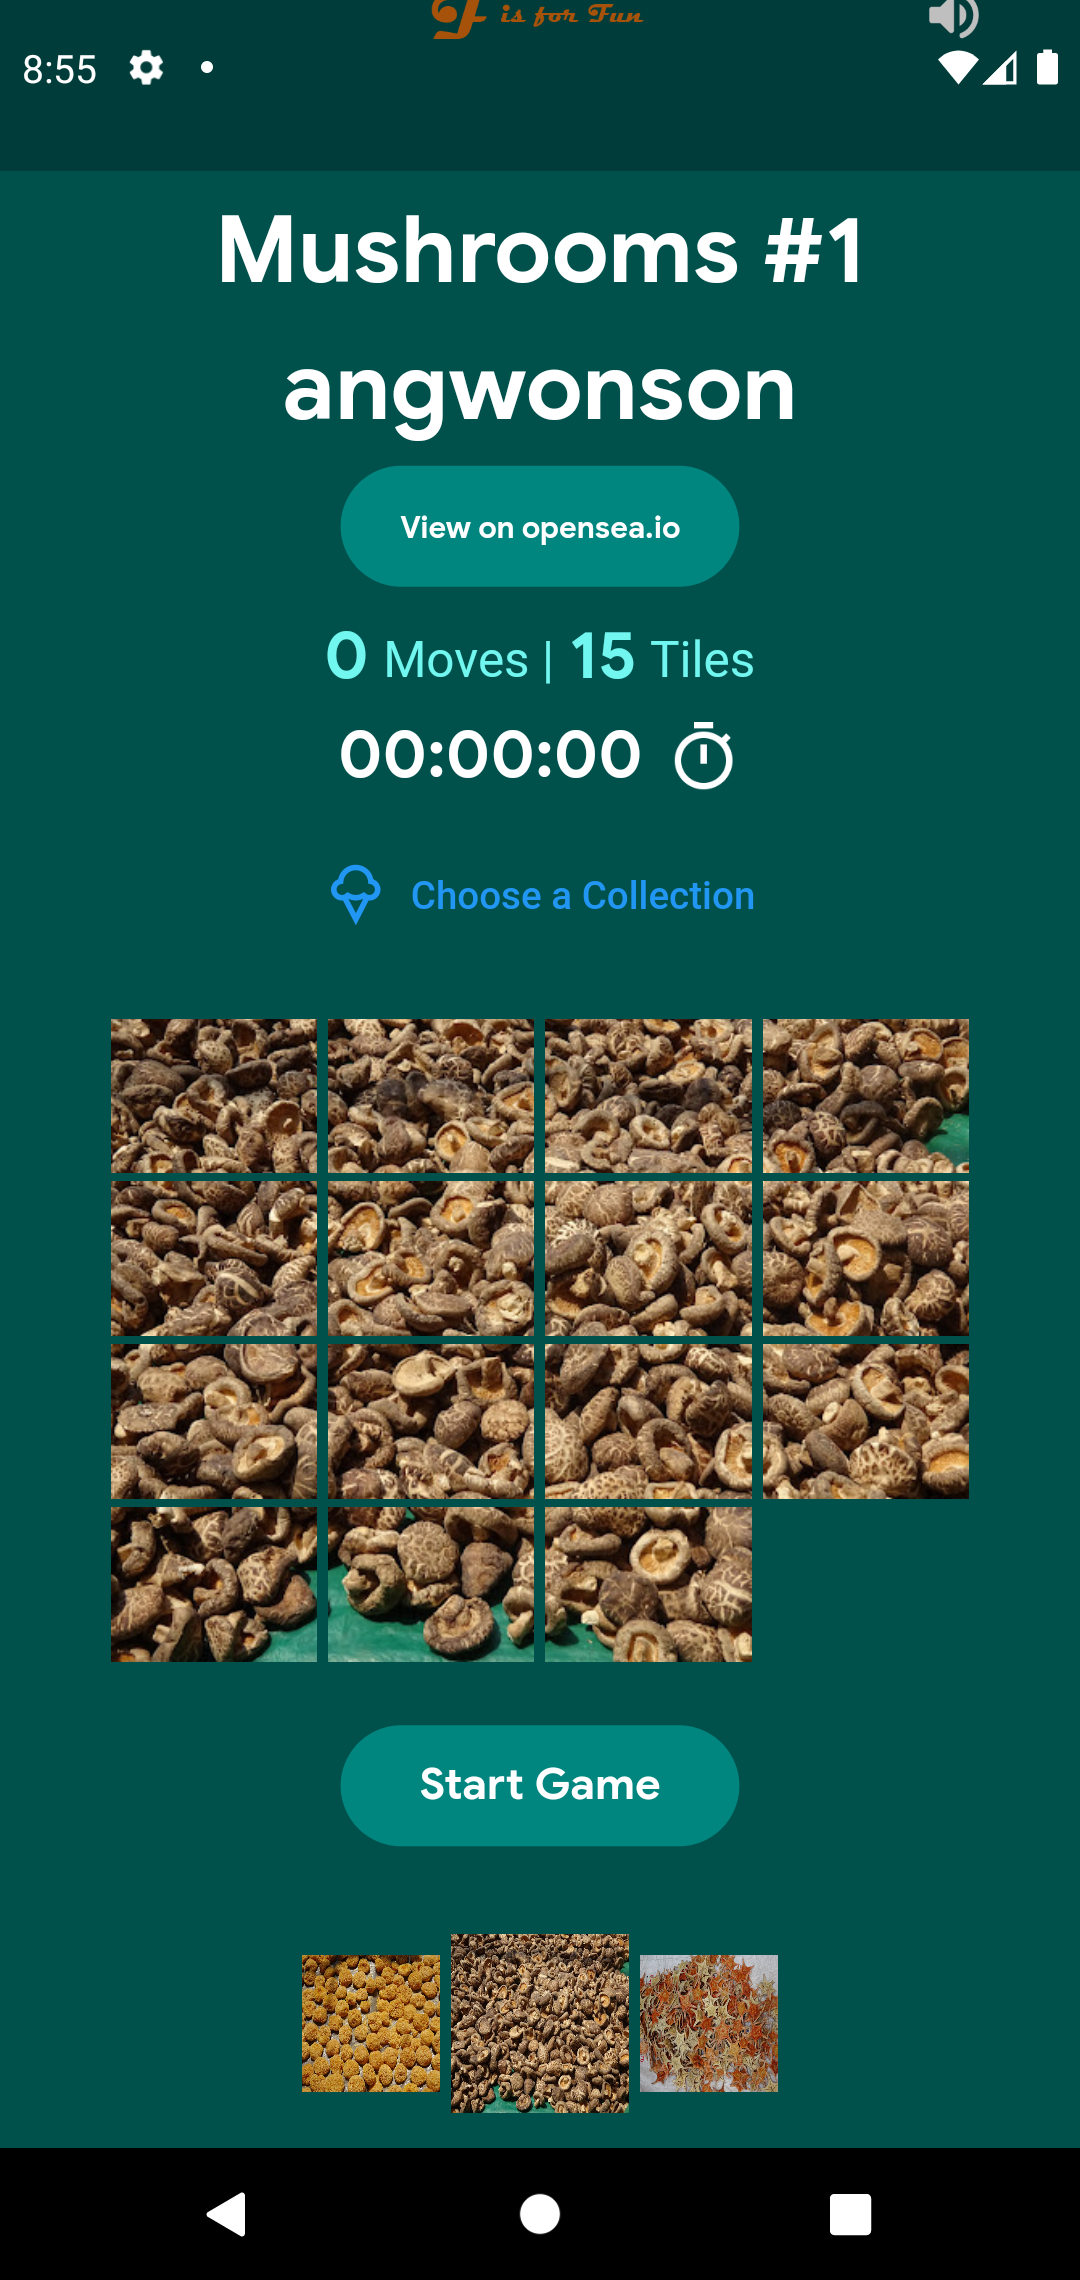 F is for Fun
8:55
Mushrooms #1
angwonson
View on opensea.io
0 Moves | 15 Tiles
00:00:00
Choose a Collection
Start Game